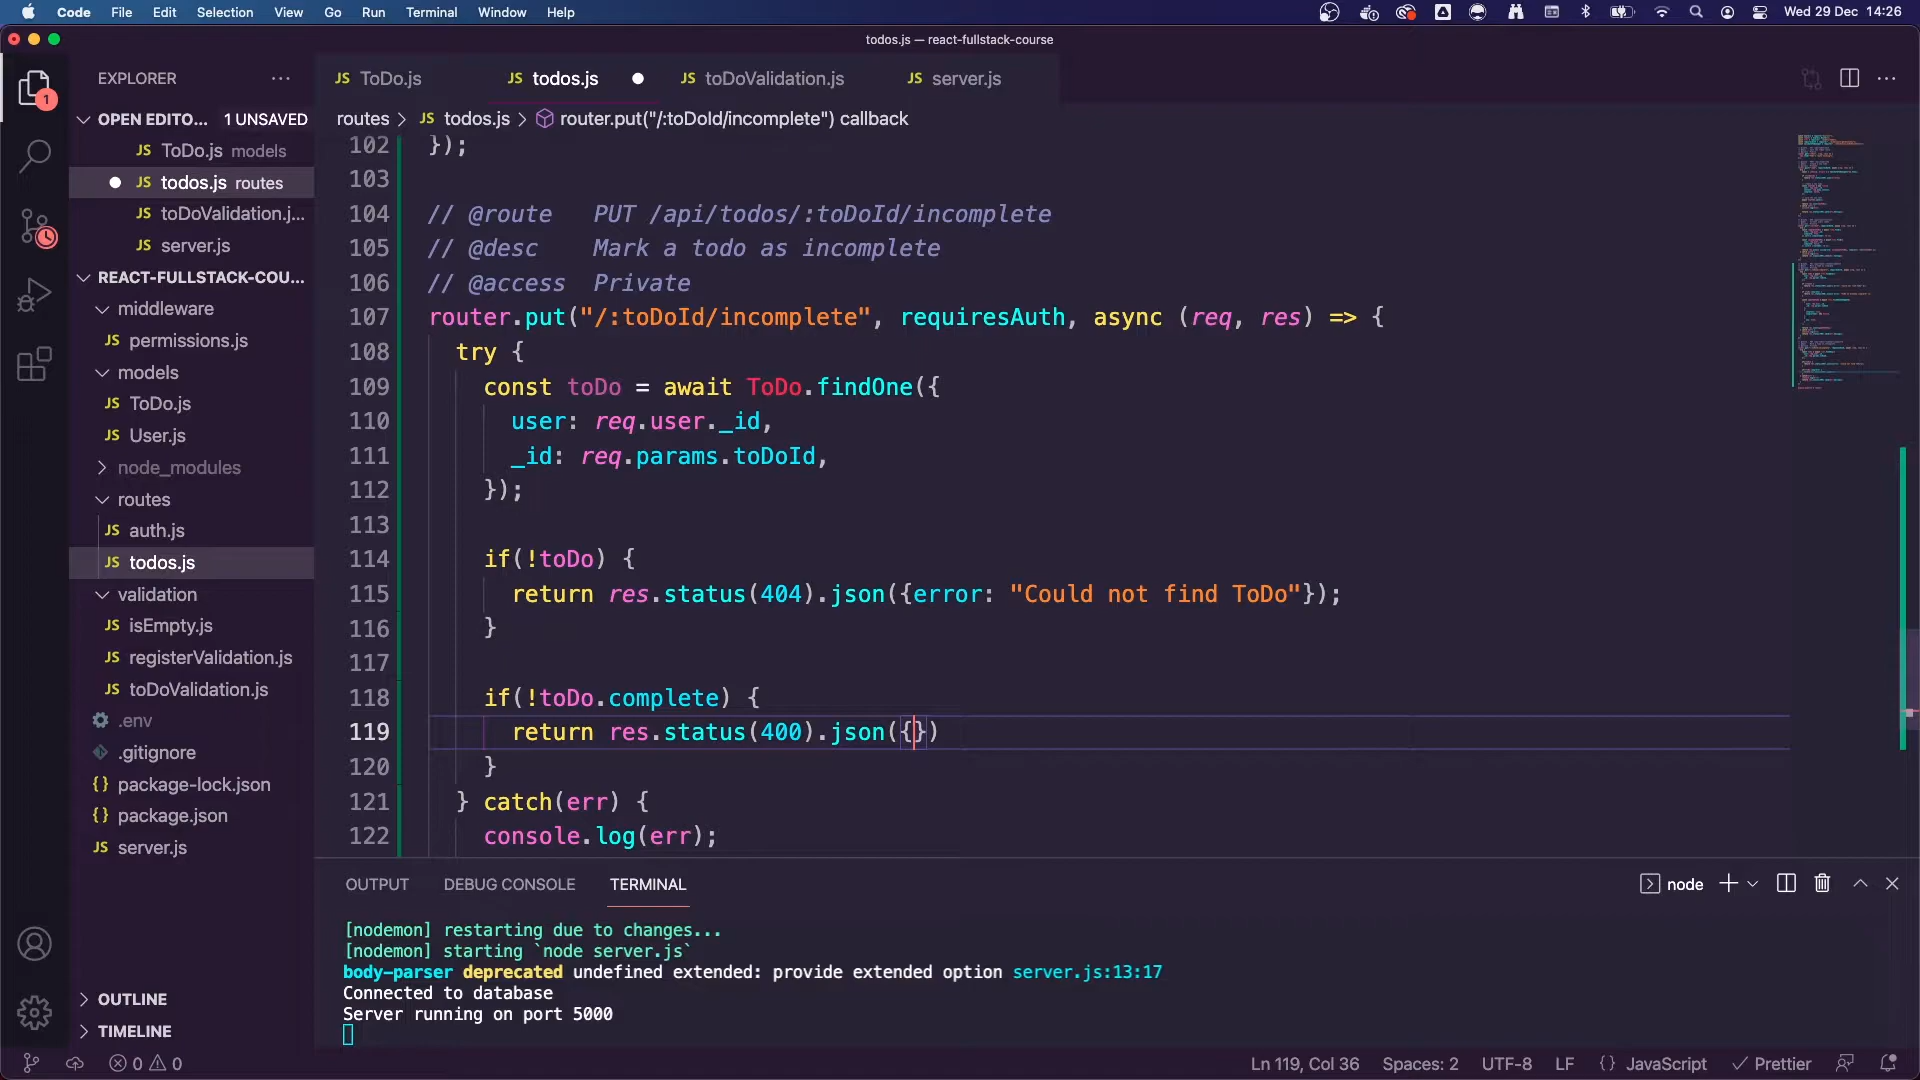 Code File Edit Selection View Go Run Terminal Window Help Wed 29 Dec 14:26
todos.js — react-fullstack-course
EXPLORER
JS ToDo.js JS todos.js JS toDoValidation.js JS server.js
1
OPEN EDITO... 1 UNSAVED
JS ToDo.js models
JS todos.js routes
JS toDoValidation.j...
JS server.js
REACT-FULLSTACK-COU...
middleware
JS permissions.js
models
JS ToDo.js
JS User.js
node_modules
routes
JS auth.js
JS todos.js
validation
JS isEmpty.js
JS registerValidation.js
JS toDoValidation.js
.env
.gitignore
{} package-lock.json
{} package.json
JS server.js
OUTLINE
TIMELINE
routes > JS todos.js > router.put("/:toDoId/incomplete") callback
102 });
103
104 // @route   PUT /api/todos/:toDoId/incomplete
105 // @desc    Mark a todo as incomplete
106 // @access  Private
107 router.put("/:toDoId/incomplete", requiresAuth, async (req, res) => {
108   try {
109     const toDo = await ToDo.findOne({
110       user: req.user._id,
111       _id: req.params.toDoId,
112     });
113
114     if(!toDo) {
115       return res.status(404).json({error: "Could not find ToDo"});
116     }
117
118     if(!toDo.complete) {
119       return res.status(400).json({})
120     }
121   } catch(err) {
122     console.log(err);
OUTPUT DEBUG CONSOLE TERMINAL node
[nodemon] restarting due to changes...
[nodemon] starting `node server.js`
body-parser deprecated undefined extended: provide extended option server.js:13:17
Connected to database
Server running on port 5000
0 0 Ln 119, Col 36 Spaces: 2 UTF-8 LF {} JavaScript Prettier